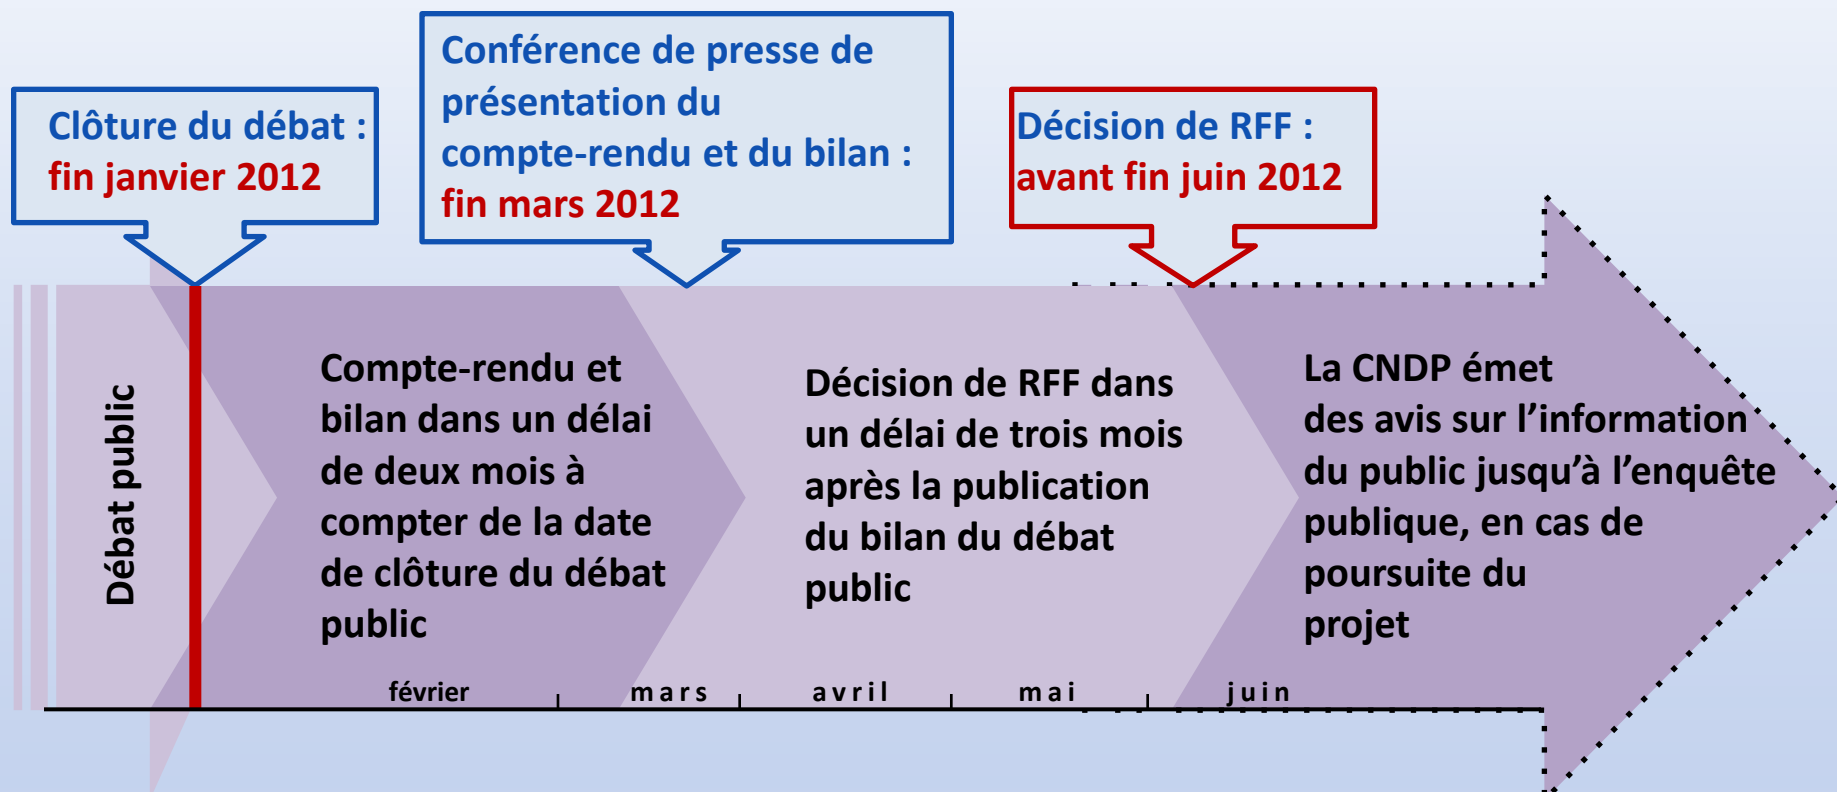 Clôture du débat :
fin janvier 2012
Conférence de presse de
présentation du
compte-rendu et du bilan :
fin mars 2012
Décision de RFF :
avant fin juin 2012
Débat public
Compte-rendu et
bilan dans un délai
de deux mois à
compter de la date
de clôture du débat
public
Décision de RFF dans
un délai de trois mois
après la publication
du bilan du débat
public
La CNDP émet
des avis sur l’information
du public jusqu’à l’enquête
publique, en cas de
poursuite du
projet
février mars avril mai juin